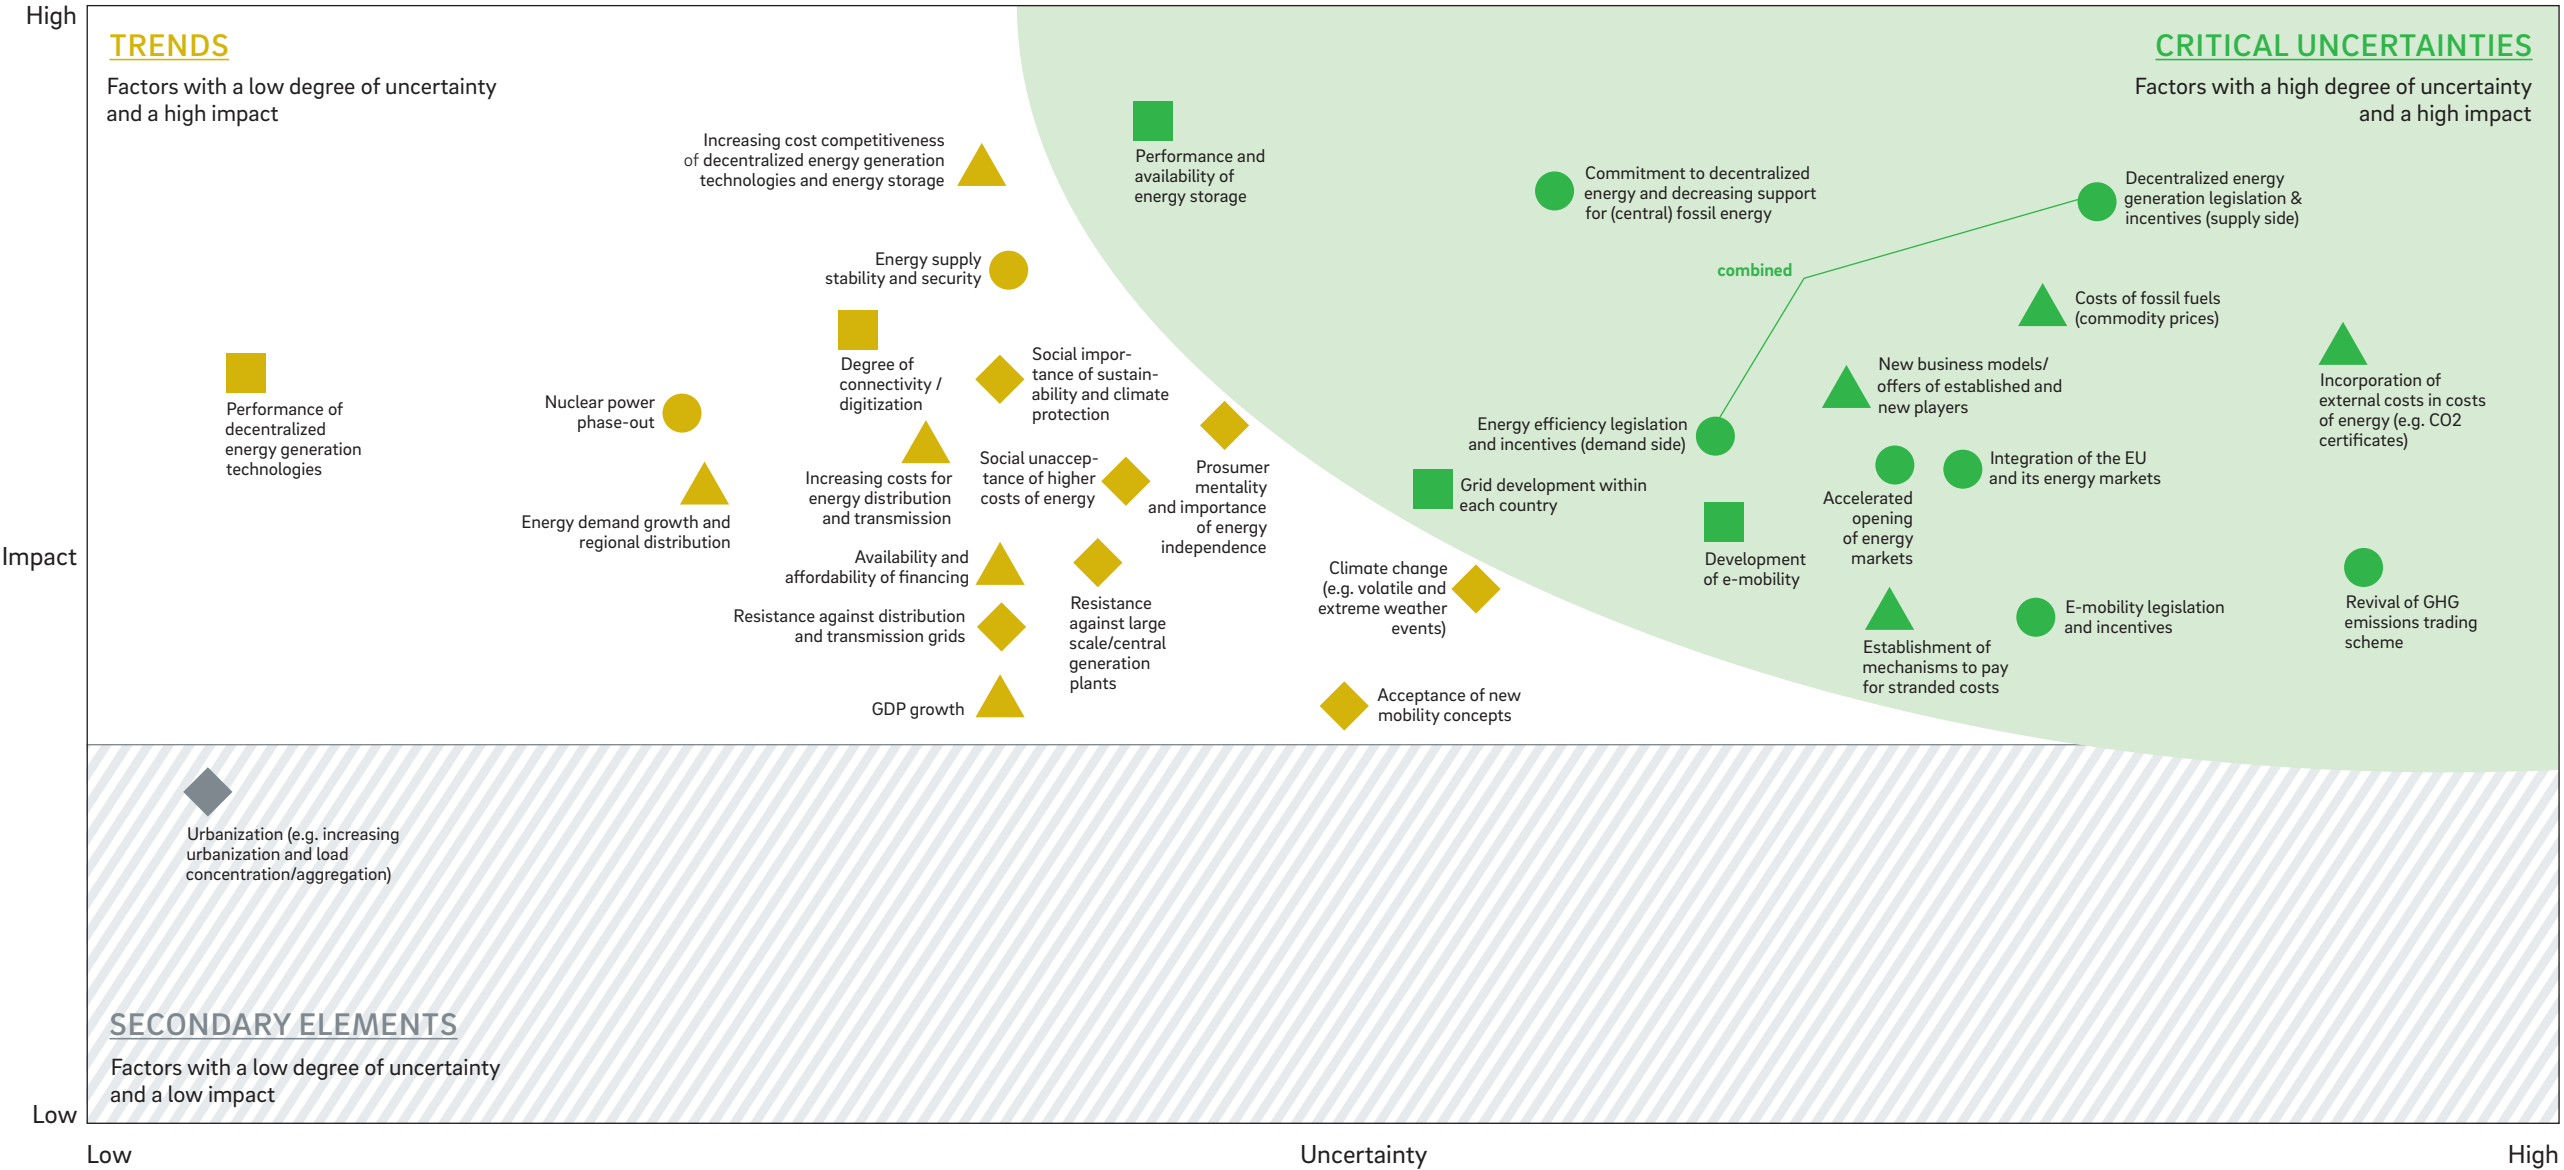 High
TRENDS
Factors with a low degree of uncertainty
and a high impact
CRITICAL UNCERTAINTIES
Factors with a high degree of uncertainty
and a high impact
Increasing cost competitiveness
of decentralized energy generation
technologies and energy storage
Performance and
availability of
energy storage
Commitment to decentralized
energy and decreasing support
for (central) fossil energy
Decentralized energy
generation legislation &
incentives (supply side)
combined
Energy supply
stability and security
Costs of fossil fuels
(commodity prices)
Degree of
connectivity /
digitization
Social impor-
tance of sustain-
ability and climate
protection
New business models/
offers of established and
new players
Incorporation of
external costs in costs
of energy (e.g. CO2
certificates)
Performance of
decentralized
energy generation
technologies
Nuclear power
phase-out
Energy efficiency legislation
and incentives (demand side)
Increasing costs for
energy distribution
and transmission
Social unaccep-
tance of higher
costs of energy
Prosumer
mentality
and importance
of energy
independence
Grid development within
each country
Integration of the EU
and its energy markets
Accelerated
opening
of energy
markets
Energy demand growth and
regional distribution
Development
of e-mobility
Impact
Availability and
affordability of financing
Climate change
(e.g. volatile and
extreme weather
events)
Resistance against distribution
and transmission grids
Resistance
against large
scale/central
generation
plants
E-mobility legislation
and incentives
Revival of GHG
emissions trading
scheme
Establishment of
mechanisms to pay
for stranded costs
GDP growth
Acceptance of new
mobility concepts
Urbanization (e.g. increasing
urbanization and load
concentration/aggregation)
SECONDARY ELEMENTS
Factors with a low degree of uncertainty
and a low impact
Low
Low
Uncertainty
High